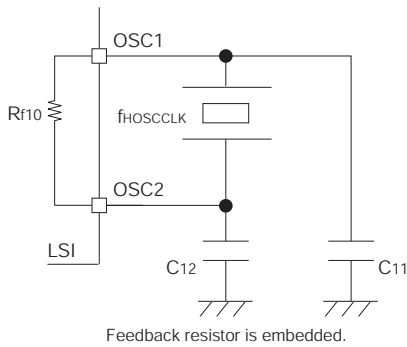 OSC1
Rf10
fHOSCCLK
OSC2
LSI
C12
C11
Feedback resistor is embedded.